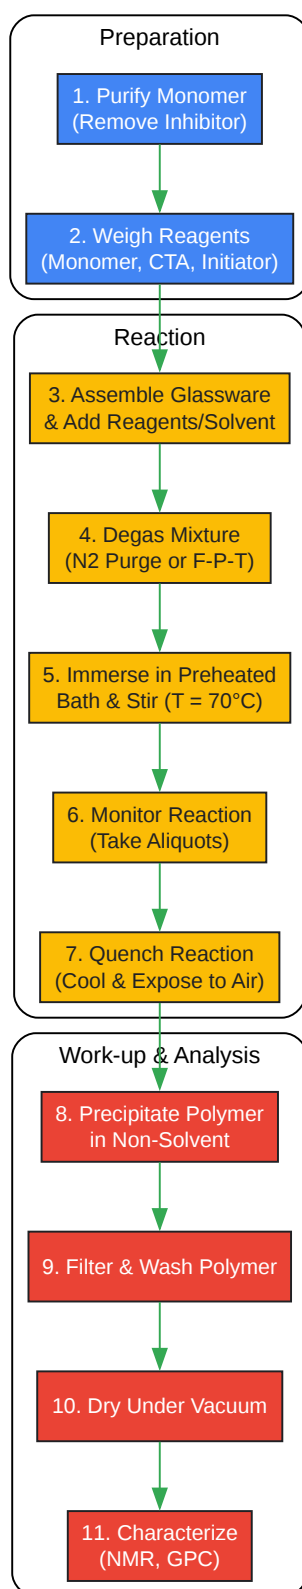 Preparation
1. Purify Monomer
(Remove Inhibitor)
2. Weigh Reagents
(Monomer, CTA, Initiator)
Reaction
3. Assemble Glassware
& Add Reagents/Solvent
4. Degas Mixture
(N2 Purge or F-P-T)
5. Immerse in Preheated
Bath & Stir (T = 70°C)
6. Monitor Reaction
(Take Aliquots)
7. Quench Reaction
(Cool & Expose to Air)
Work-up & Analysis
8. Precipitate Polymer
in Non-Solvent
9. Filter & Wash Polymer
10. Dry Under Vacuum
11. Characterize
(NMR, GPC)